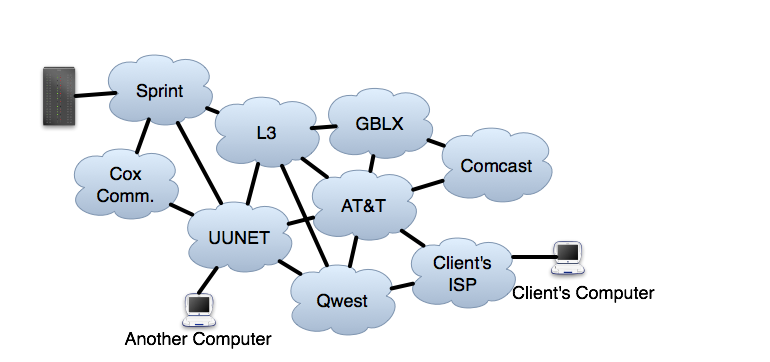 Sprint
L3
GBLX
Cox
Comm.
Comcast
AT&T
UUNET
Client's
ISP
Qwest
Client's Computer
Another Computer